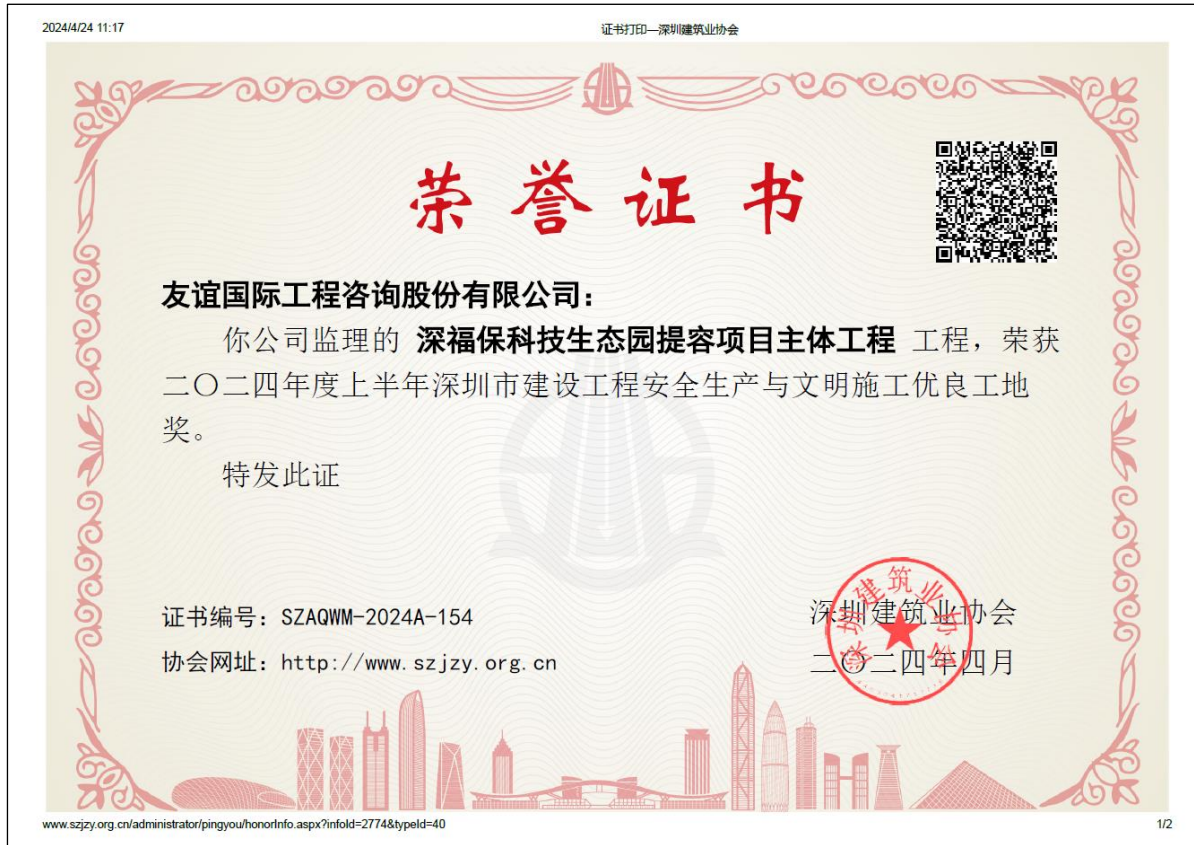 2024/4/24 11:17
证书打印—深圳建筑业协会
荣誉证书
友谊国际工程咨询股份有限公司：
你公司监理的 深福保科技生态园提容项目主体工程 工程，荣获
二〇二四年度上半年深圳市建设工程安全生产与文明施工优良工地
奖。
特发此证
证书编号：SZAQWM-2024A-154
深圳建筑业协会
协会网址：http://www.szjzy.org.cn
二〇二四年四月
深圳建筑业协会
www.szjzy.org.cn/administrator/pingyou/honorInfo.aspx?infoId=2774&typeId=40
1/2